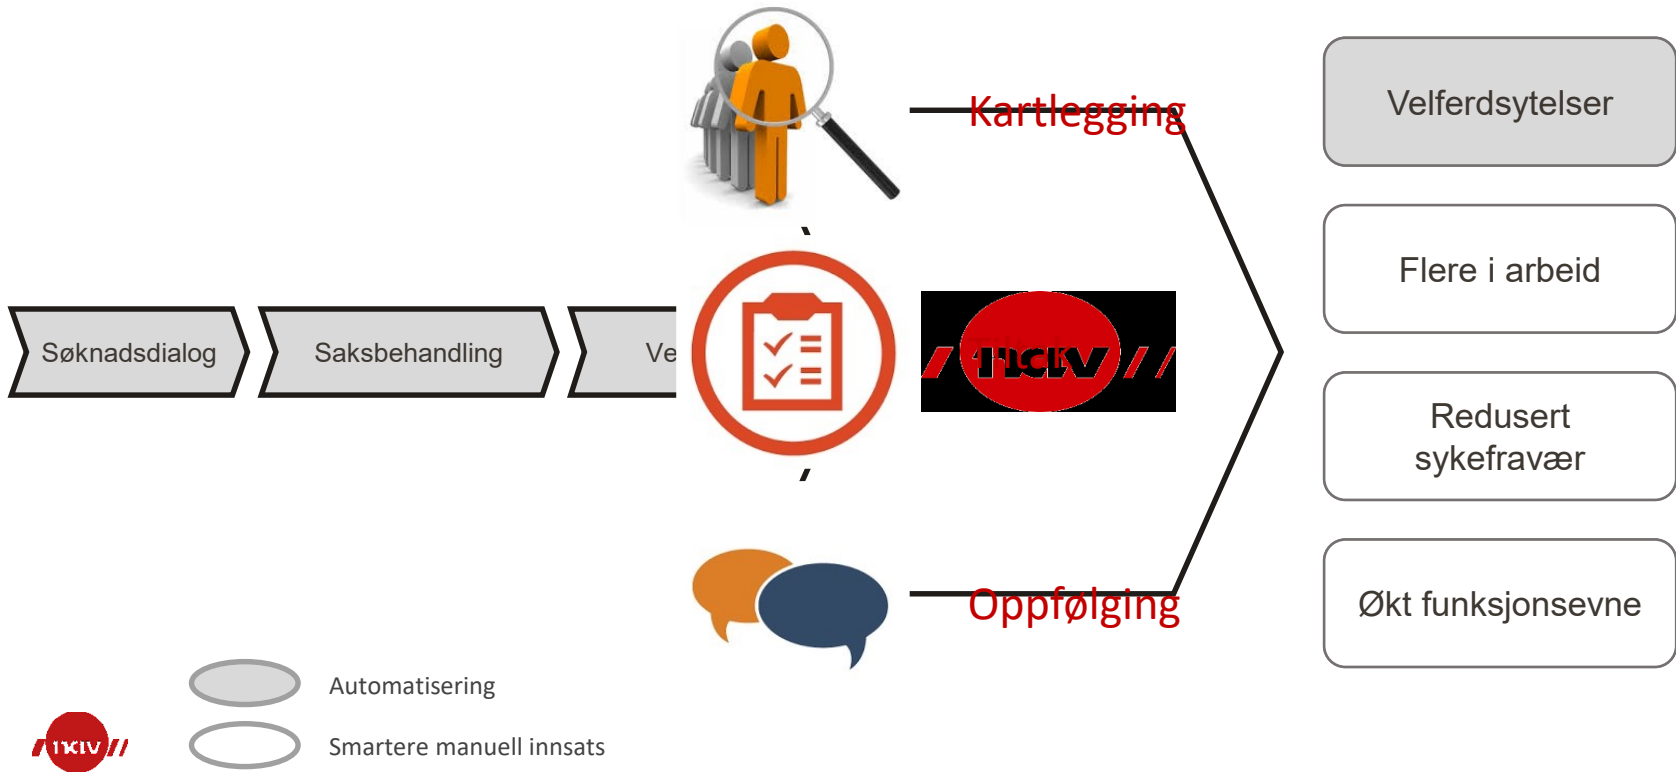 Kartlegging
Velferdsytelser
Flere i arbeid
Søknadsdialog
Saksbehandling
Ve
Redusert
sykefravær
Oppfølging
Økt funksjonsevne
Automatisering
Smartere manuell innsats